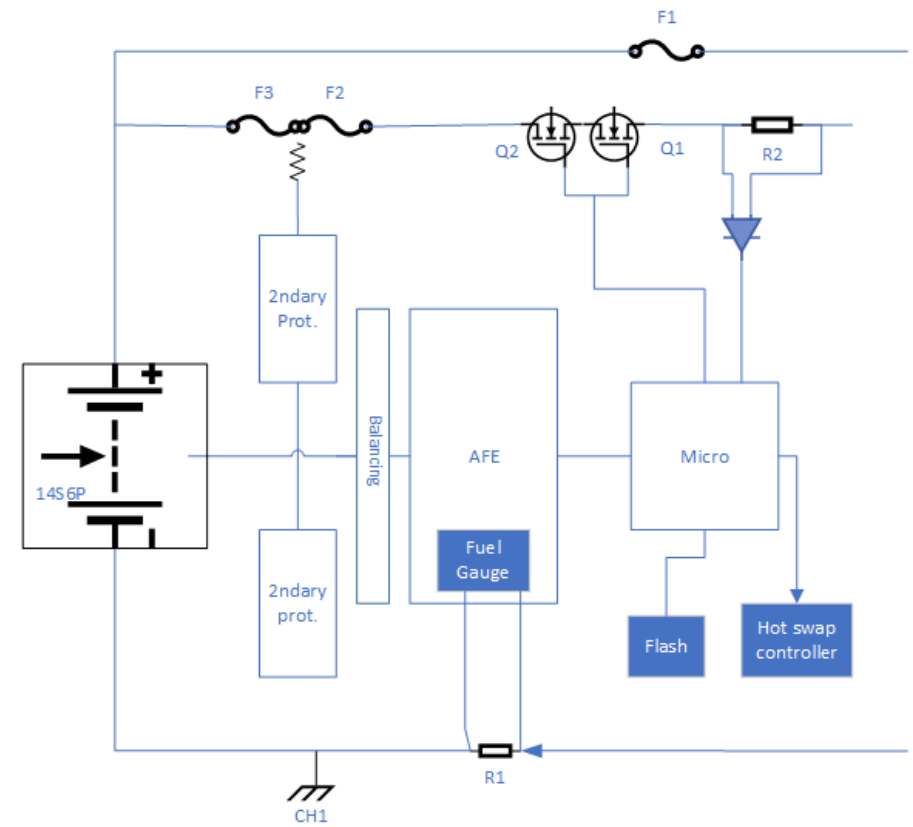 F1
F3
F2
Q2
Q1
R2
2ndary
Prot.
Balancing
AFE
Micro
14S6P
Fuel
Gauge
2ndary
prot.
Flash
Hot swap
controller
R1
CH1